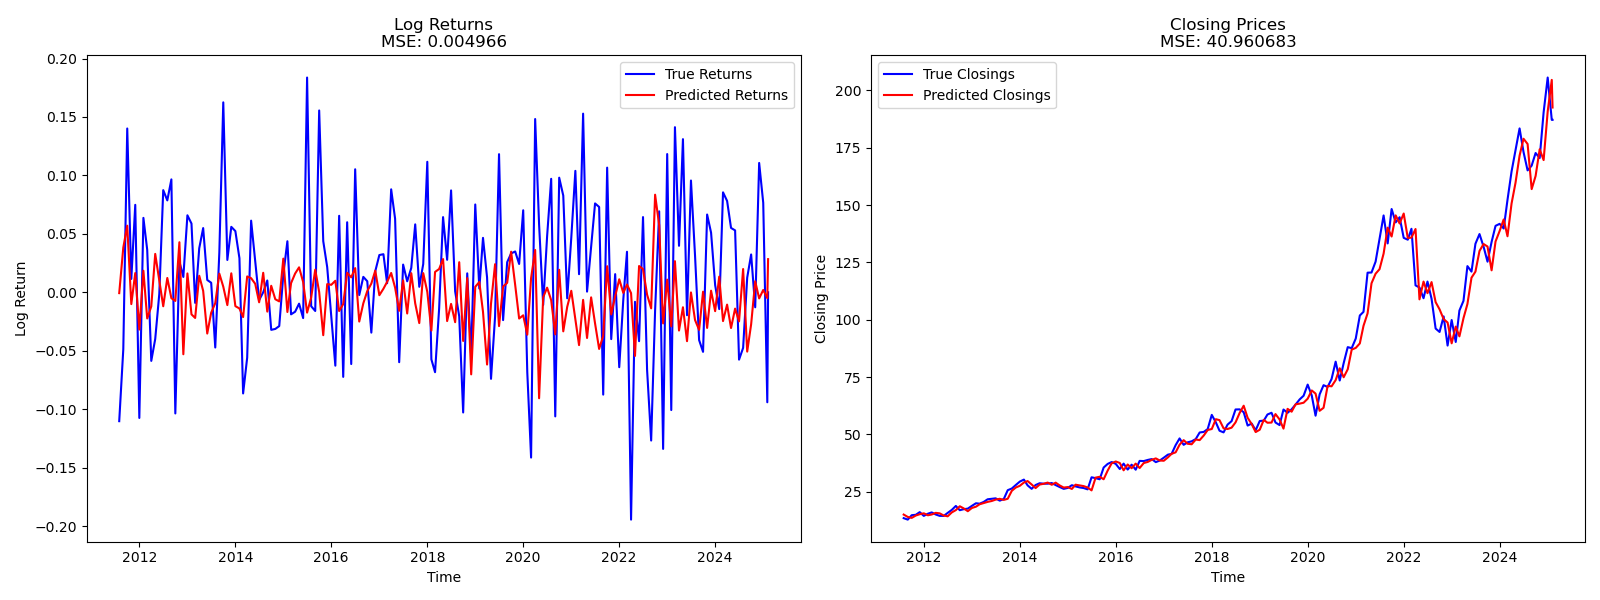 Log Returns
MSE: 0.004966
True Returns
Predicted Returns
0.20
0.15
0.10
0.05
0.00
−0.05
−0.10
−0.15
−0.20
Log Return
2012 2014 2016 2018 2020 2022 2024
Time
Closing Prices
MSE: 40.960683
True Closings
Predicted Closings
200
175
150
125
100
75
50
25
Closing Price
2012 2014 2016 2018 2020 2022 2024
Time